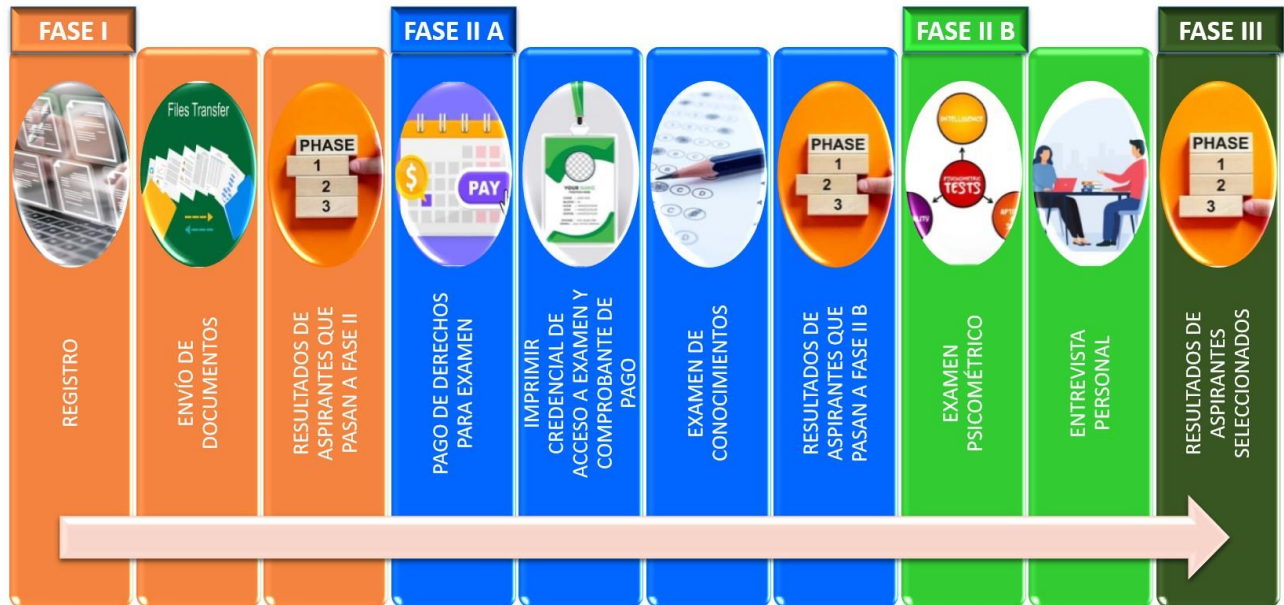 FASE I
FASE II A
FASE II B
FASE III
Files Transfer
PHASE
1
2
3
$
PAY
YOUR NAME
PHASE
1
2
3
INTELLIGENCE
PSICHOMETRIC
TESTS
PHASE
1
2
3
REGISTRO
ENVÍO DE
DOCUMENTOS
RESULTADOS DE
ASPIRANTES QUE
PASAN A FASE II
PAGO DE DERECHOS
PARA EXAMEN
IMPRIMIR
CREDENCIAL DE
ACCESO A EXAMEN Y
COMPROBANTE DE
PAGO
EXAMEN DE
CONOCIMIENTOS
RESULTADOS DE
ASPIRANTES QUE
PASAN A FASE II B
EXAMEN
PSICOMÉTRICO
ENTREVISTA
PERSONAL
RESULTADOS DE
ASPIRANTES
SELECCIONADOS